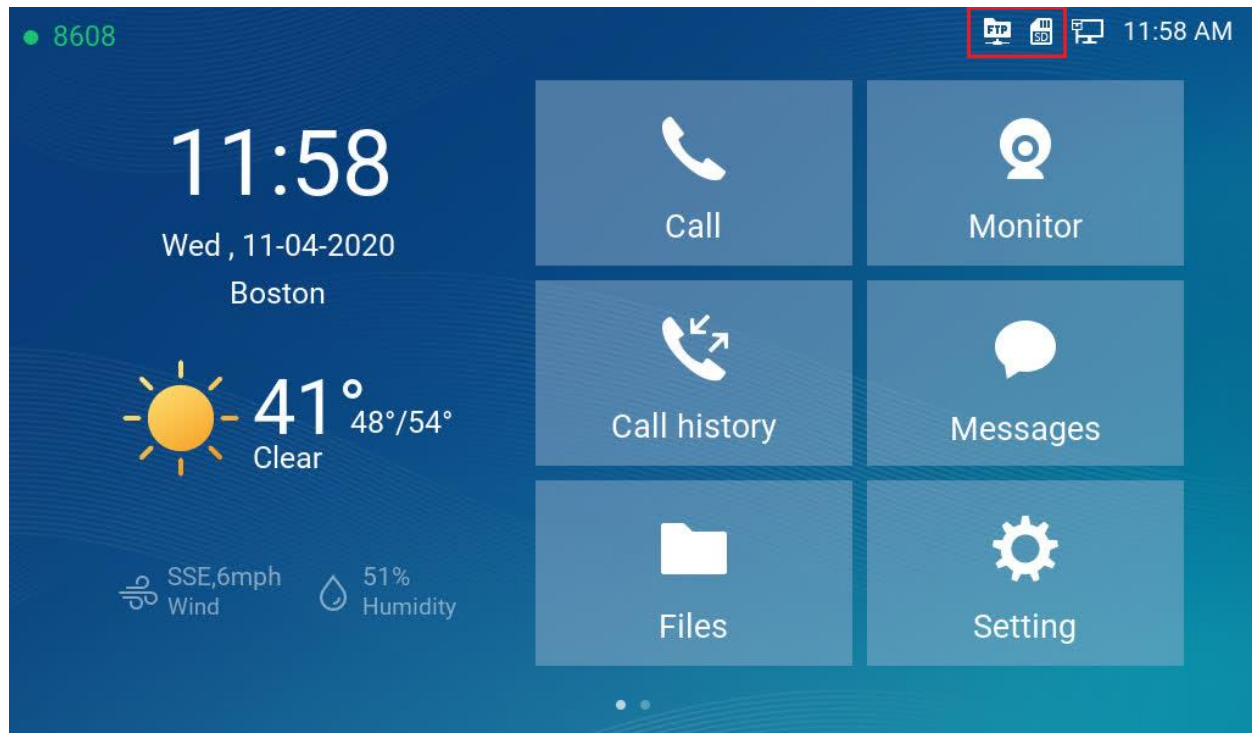 8608
FTP SD 11:58 AM
11:58
Wed , 11-04-2020
Boston
41° 48°/54°
Clear
SSE,6mph
Wind
51%
Humidity
Call
Monitor
Call history
Messages
Files
Setting